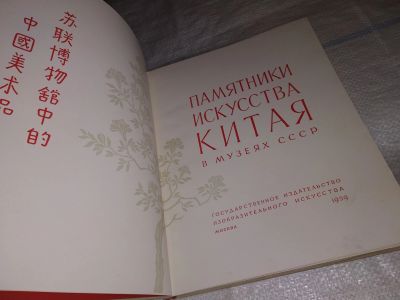 苏联博物舘中的
中國美术品
ПАМЯТНИКИ
ИСКУССТВА
КИТАЯ
В МУЗЕЯХ СССР
ГОСУДАРСТВЕННОЕ ИЗДАТЕЛЬСТВО
ИЗОБРАЗИТЕЛЬНОГО ИСКУССТВА
МОСКВА 1959